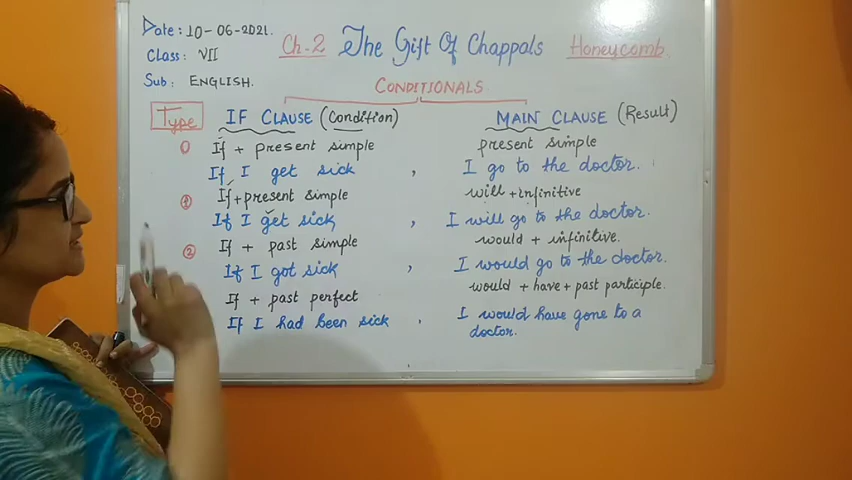 Date: 10-06-2021.
Ch.2 The Gift Of Chappals Honeycomb
Class: VII
Sub: ENGLISH.
CONDITIONALS
Type IF CLAUSE (Condition) MAIN CLAUSE (Result)
0 If + present simple present simple
If I get sick , I go to the doctor.
1 If + present simple will + infinitive
If I get sick , I will go to the doctor.
2 If + past simple would + infinitive.
If I got sick , I would go to the doctor.
If + past perfect would + have + past participle.
If I had been sick , I would have gone to a
doctor.